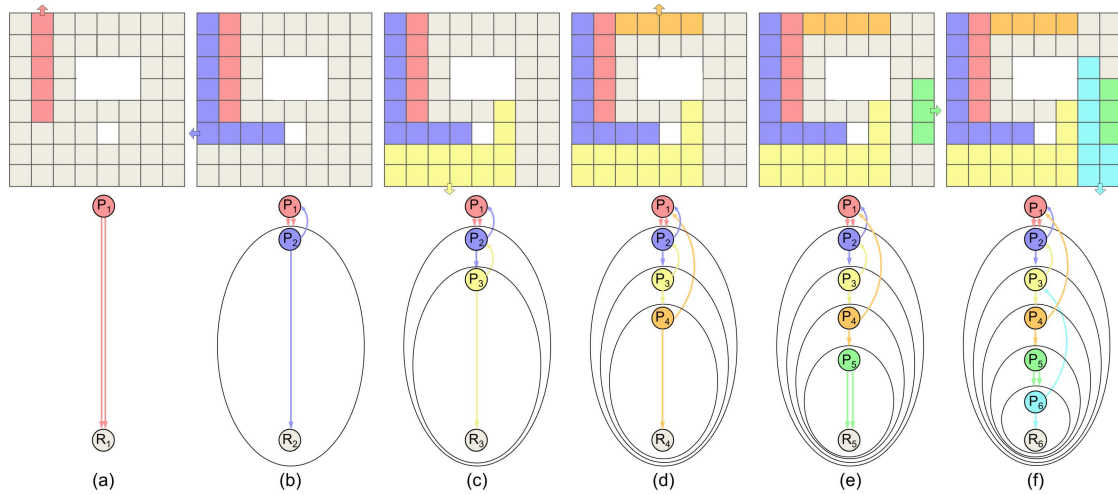 P₁ P₁ P₁ P₁ P₁ P₁
P₂ P₂ P₂ P₂ P₂
P₃ P₃ P₃ P₃
P₄ P₄ P₄
P₅ P₅
P₆
R₁ R₂ R₃ R₄ R₅ R₆
(a) (b) (c) (d) (e) (f)